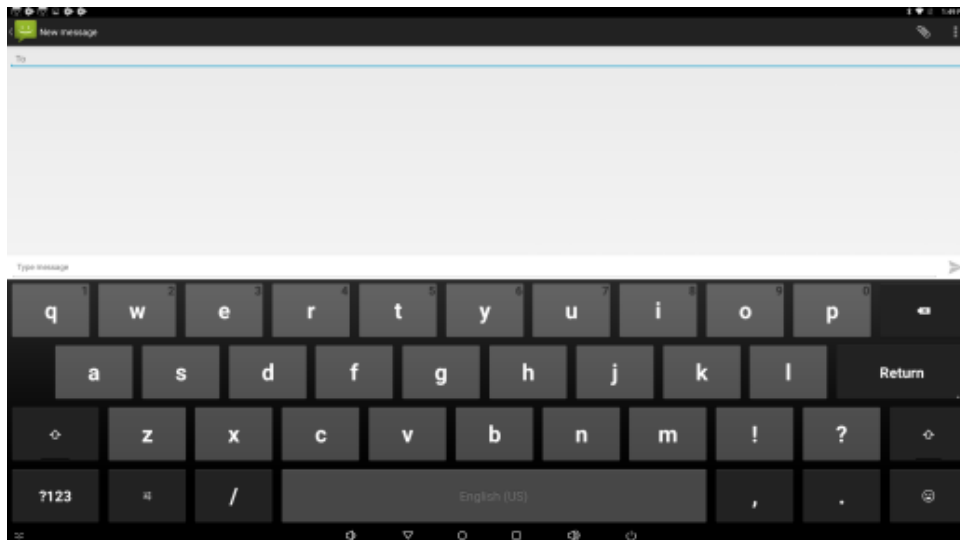 New message
To
Type message
1 2 3 4 5 6 7 8 9 0
q w e r t y u i o p
a s d f g h j k l Return
z x c v b n m ! ?
?123 / English (US) , .